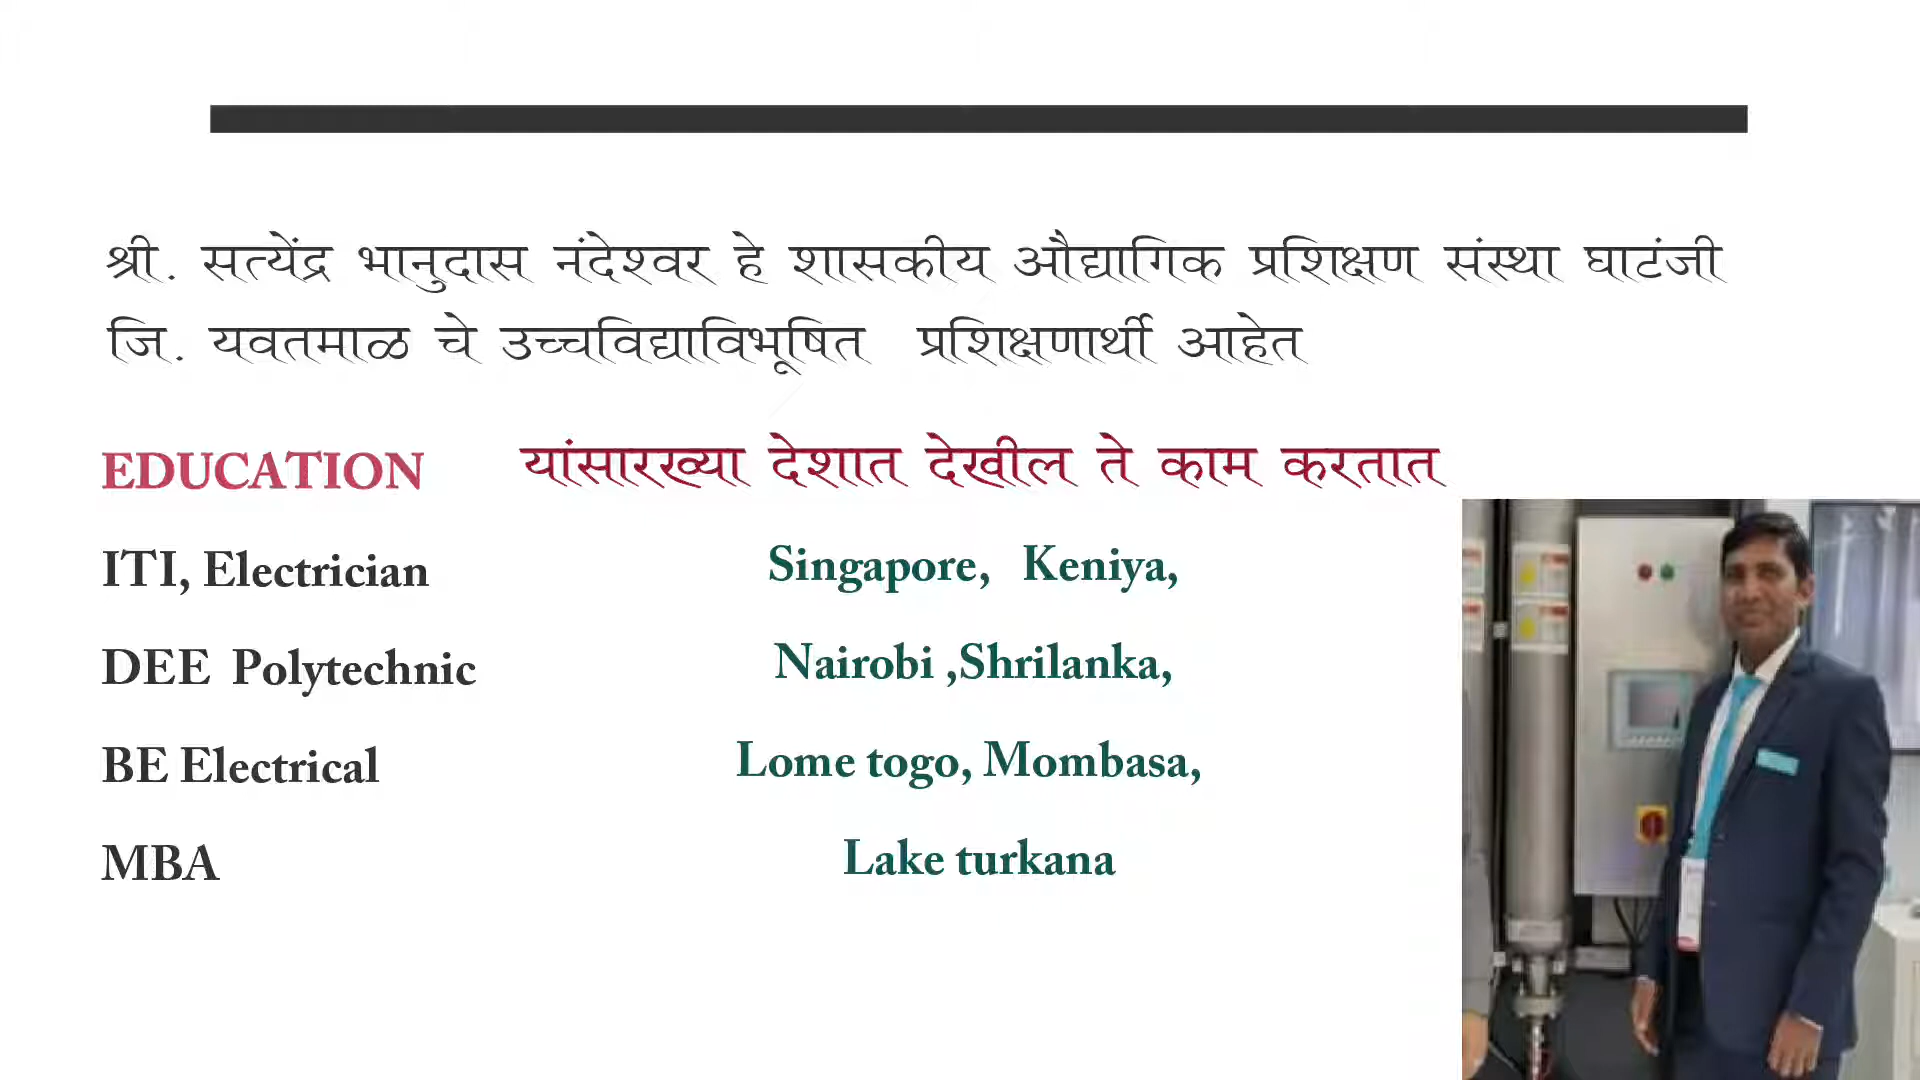 श्री. सत्येंद्र भानुदास नंदेश्वर हे शासकीय औद्यागिक प्रशिक्षण संस्था घाटंजी
जि. यवतमाळ चे उच्चविद्याविभूषित प्रशिक्षणार्थी आहेत
EDUCATION
ITI, Electrician
DEE Polytechnic
BE Electrical
MBA
यांसारख्या देशात देखील ते काम करतात
Singapore, Keniya,
Nairobi ,Shrilanka,
Lome togo, Mombasa,
Lake turkana